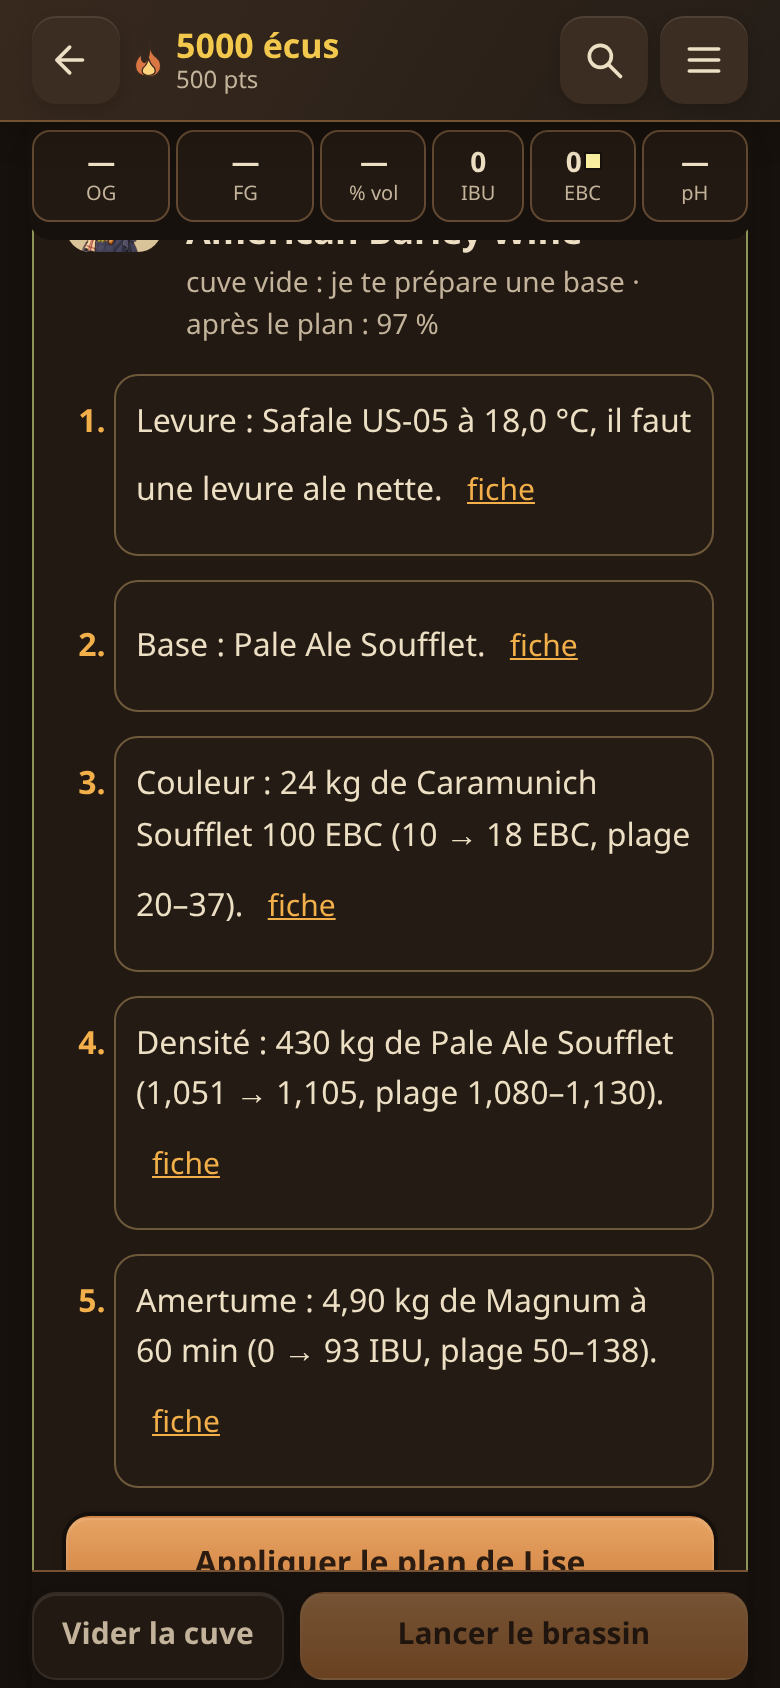 5000 écus
500 pts
— — — 0 0 —
OG FG % vol IBU EBC pH
American Barley Wine
cuve vide : je te prépare une base ·
après le plan : 97 %
1. Levure : Safale US-05 à 18,0 °C, il faut
une levure ale nette. fiche
2. Base : Pale Ale Soufflet. fiche
3. Couleur : 24 kg de Caramunich
Soufflet 100 EBC (10 → 18 EBC, plage
20–37). fiche
4. Densité : 430 kg de Pale Ale Soufflet
(1,051 → 1,105, plage 1,080–1,130).
fiche
5. Amertume : 4,90 kg de Magnum à
60 min (0 → 93 IBU, plage 50–138).
fiche
Appliquer le plan de Lise
Vider la cuve
Lancer le brassin